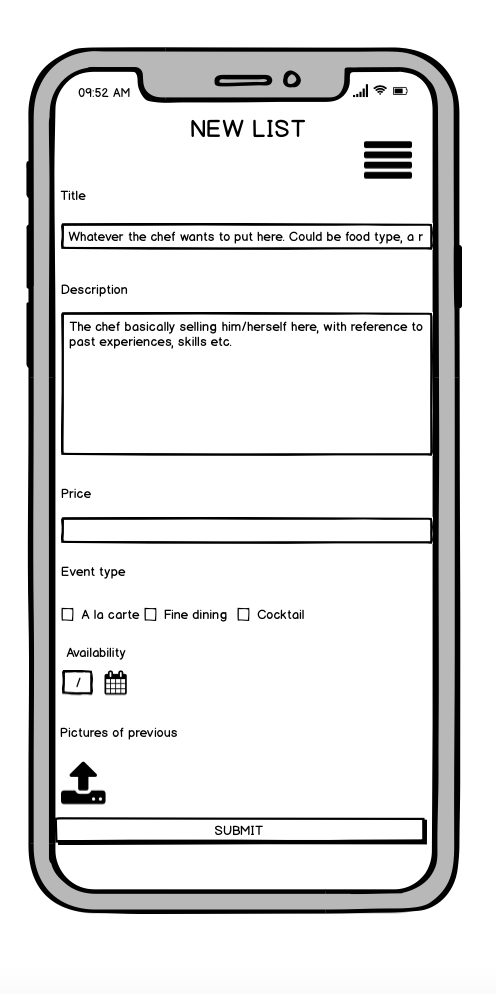 09:52 AM
NEW LIST
Title
Whatever the chef wants to put here. Could be food type, a r
Description
The chef basically selling him/herself here, with reference to
past experiences, skills etc.
Price
Event type
A la carte Fine dining Cocktail
Availability
/
Pictures of previous
SUBMIT